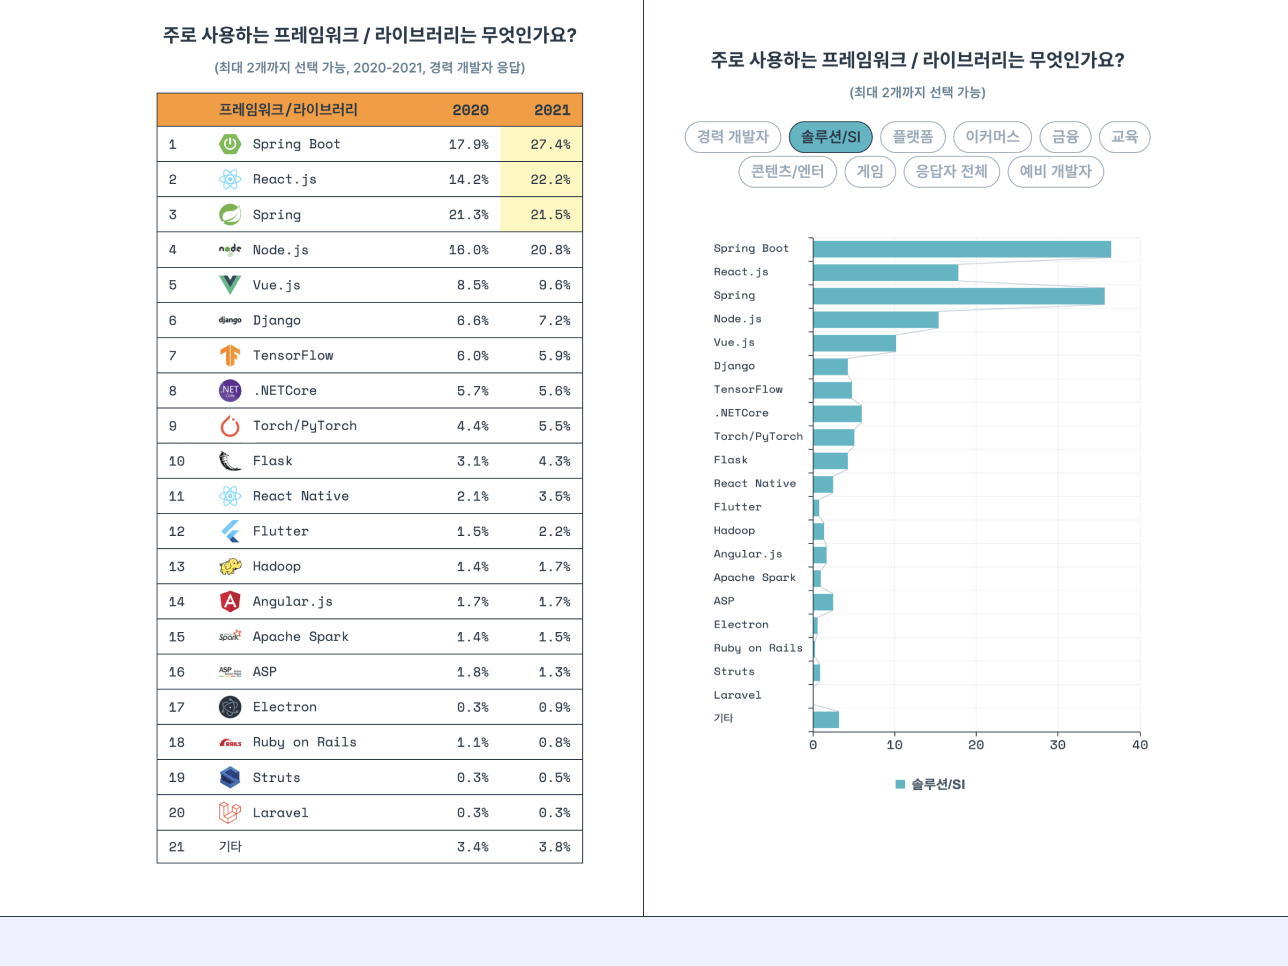 주로 사용하는 프레임워크 / 라이브러리는 무엇인가요?
(최대 2개까지 선택 가능, 2020-2021, 경력 개발자 응답)
프레임워크/라이브러리 2020 2021
1 Spring Boot 17.9% 27.4%
2 React.js 14.2% 22.2%
3 Spring 21.3% 21.5%
4 node Node.js 16.0% 20.8%
5 Vue.js 8.5% 9.6%
6 django Django 6.6% 7.2%
7 TensorFlow 6.0% 5.9%
8 .NET Core .NETCore 5.7% 5.6%
9 Torch/PyTorch 4.4% 5.5%
10 Flask 3.1% 4.3%
11 React Native 2.1% 3.5%
12 Flutter 1.5% 2.2%
13 Hadoop 1.4% 1.7%
14 Angular.js 1.7% 1.7%
15 Spark Apache Spark 1.4% 1.5%
16 ASP ASP 1.8% 1.3%
17 Electron 0.3% 0.9%
18 RAILS Ruby on Rails 1.1% 0.8%
19 Struts 0.3% 0.5%
20 Laravel 0.3% 0.3%
21 기타 3.4% 3.8%
주로 사용하는 프레임워크 / 라이브러리는 무엇인가요?
(최대 2개까지 선택 가능)
경력 개발자 솔루션/SI 플랫폼 이커머스 금융 교육
콘텐츠/엔터 게임 응답자 전체 예비 개발자
Spring Boot
React.js
Spring
Node.js
Vue.js
Django
TensorFlow
.NETCore
Torch/PyTorch
Flask
React Native
Flutter
Hadoop
Angular.js
Apache Spark
ASP
Electron
Ruby on Rails
Struts
Laravel
기타
0 10 20 30 40
솔루션/SI